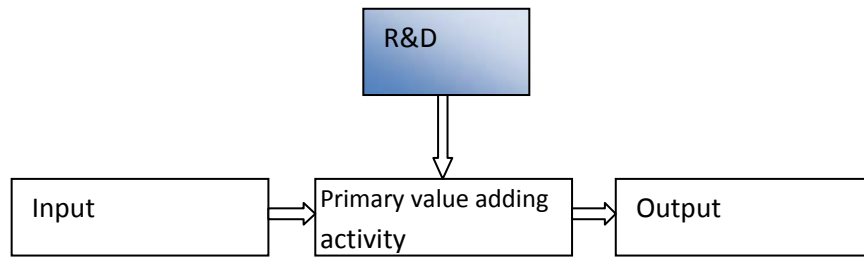 R&D
Input
Primary value adding
activity
Output